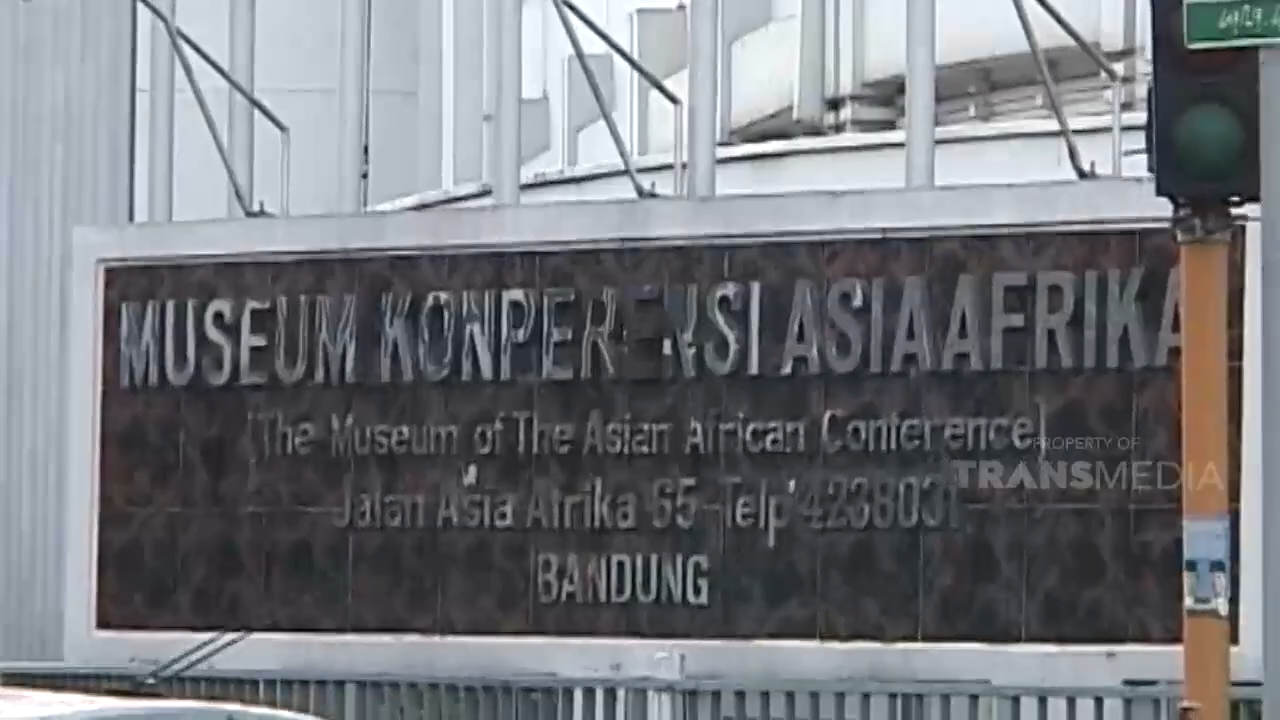 MUSEUM KONPERENSI ASIA AFRIKA
[The Museum of The Asian African Conference]
Jalan Asia Afrika 65 - Telp 4238031
BANDUNG
PROPERTY OF
TRANSMEDIA